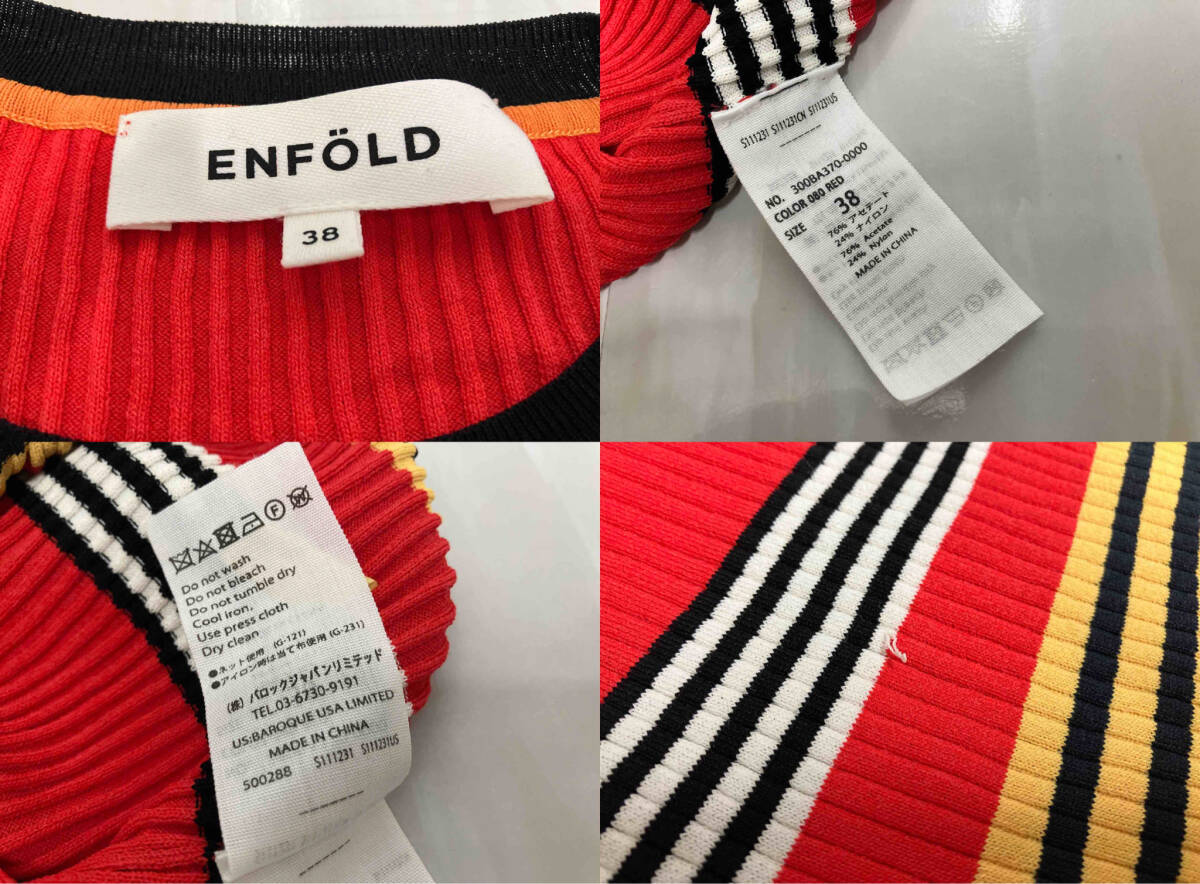 ENFÖLD
38
S111231 S111231CN S111231US
NO. 300BA370-0000
COLOR 080 RED
SIZE 38
76% アセテート
24% ナイロン
76% Acetate
24% Nylon
MADE IN CHINA
F W
Do not wash
Do not bleach
Do not tumble dry
Cool iron.
Use press cloth
Dry clean
●ネット使用 (G-121)
●アイロン時は当て布使用 (G-231)
(株) バロックジャパンリミテッド
TEL.03-6730-9191
US:BAROQUE USA LIMITED
MADE IN CHINA
500288 S111231 S111231US